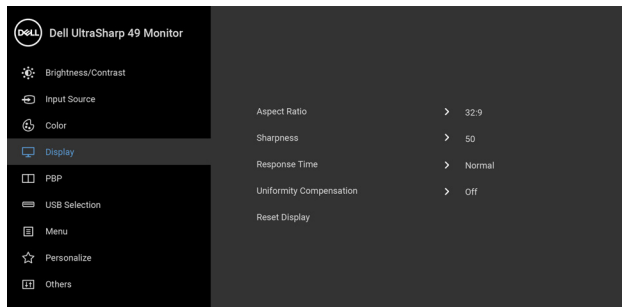 DELL Dell UltraSharp 49 Monitor
Brightness/Contrast
Input Source
Color
Display
PBP
USB Selection
Menu
Personalize
Others
Aspect Ratio > 32:9
Sharpness > 50
Response Time > Normal
Uniformity Compensation > Off
Reset Display